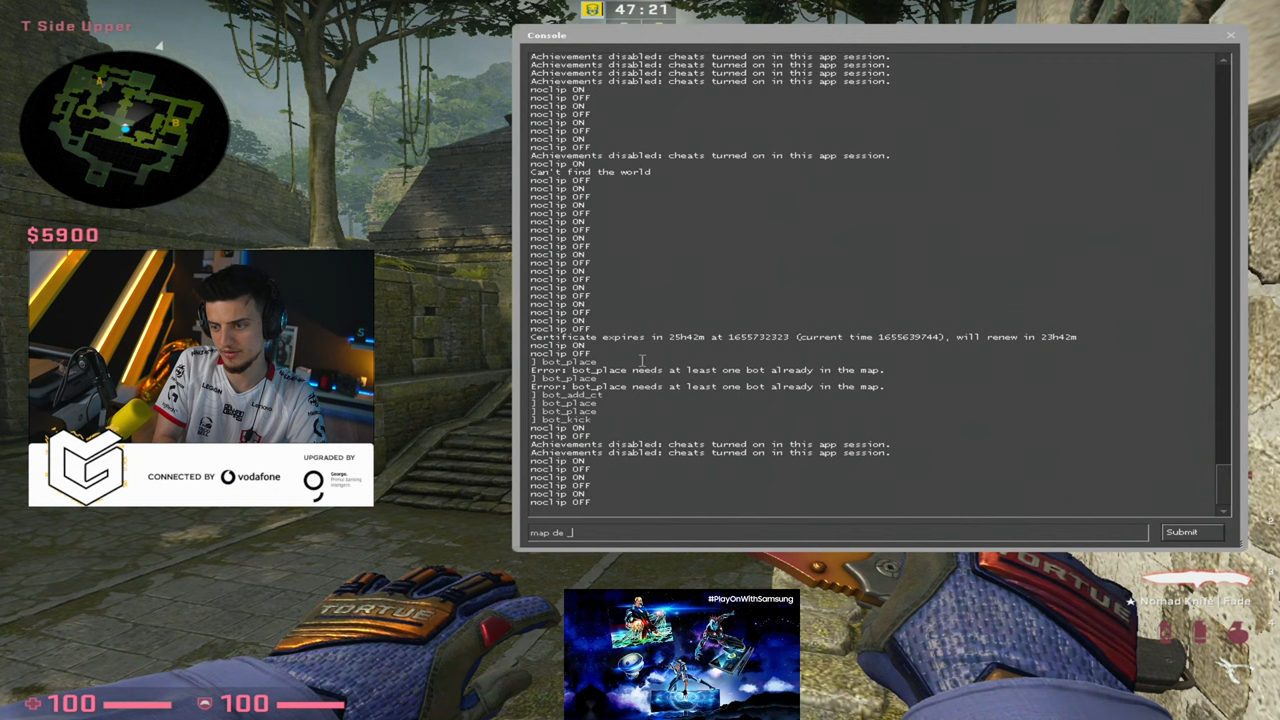 T Side Upper
47:21
Console
A
B
$5900
Achievements disabled: cheats turned on in this app session.
Achievements disabled: cheats turned on in this app session.
Achievements disabled: cheats turned on in this app session.
Achievements disabled: cheats turned on in this app session.
noclip ON
noclip OFF
noclip ON
noclip OFF
noclip ON
noclip OFF
noclip ON
noclip OFF
Achievements disabled: cheats turned on in this app session.
noclip ON
Can't find the world
noclip OFF
noclip ON
noclip OFF
noclip ON
noclip OFF
noclip ON
noclip OFF
noclip ON
noclip OFF
noclip ON
noclip OFF
noclip ON
noclip OFF
noclip ON
noclip OFF
noclip ON
noclip OFF
noclip ON
noclip OFF
Certificate expires in 25h42m at 1655732323 (current time 1655639744), will renew in 23h42m
noclip ON
noclip OFF
] bot_place
Error: bot_place needs at least one bot already in the map.
] bot_place
Error: bot_place needs at least one bot already in the map.
] bot_add_ct
] bot_place
] bot_place
] bot_kick
noclip ON
noclip OFF
Achievements disabled: cheats turned on in this app session.
Achievements disabled: cheats turned on in this app session.
noclip ON
noclip OFF
noclip ON
noclip OFF
noclip ON
noclip OFF
map de_
Submit
LEGION
Lenovo
CONNECTED BY vodafone
UPGRADED BY
George.
#PlayOnWithSamsung
TORTUE
TORTUE
★ Nomad Knife | Fade
100
100